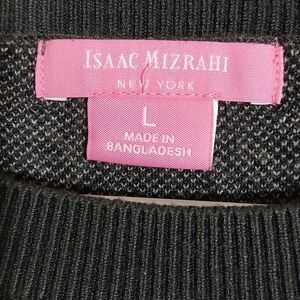 ISAAC MIZRAHI
NEW YORK
L
MADE IN
BANGLADESH